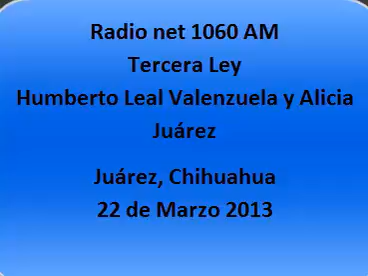 Radio net 1060 AM
Tercera Ley
Humberto Leal Valenzuela y Alicia
Juárez
Juárez, Chihuahua
22 de Marzo 2013